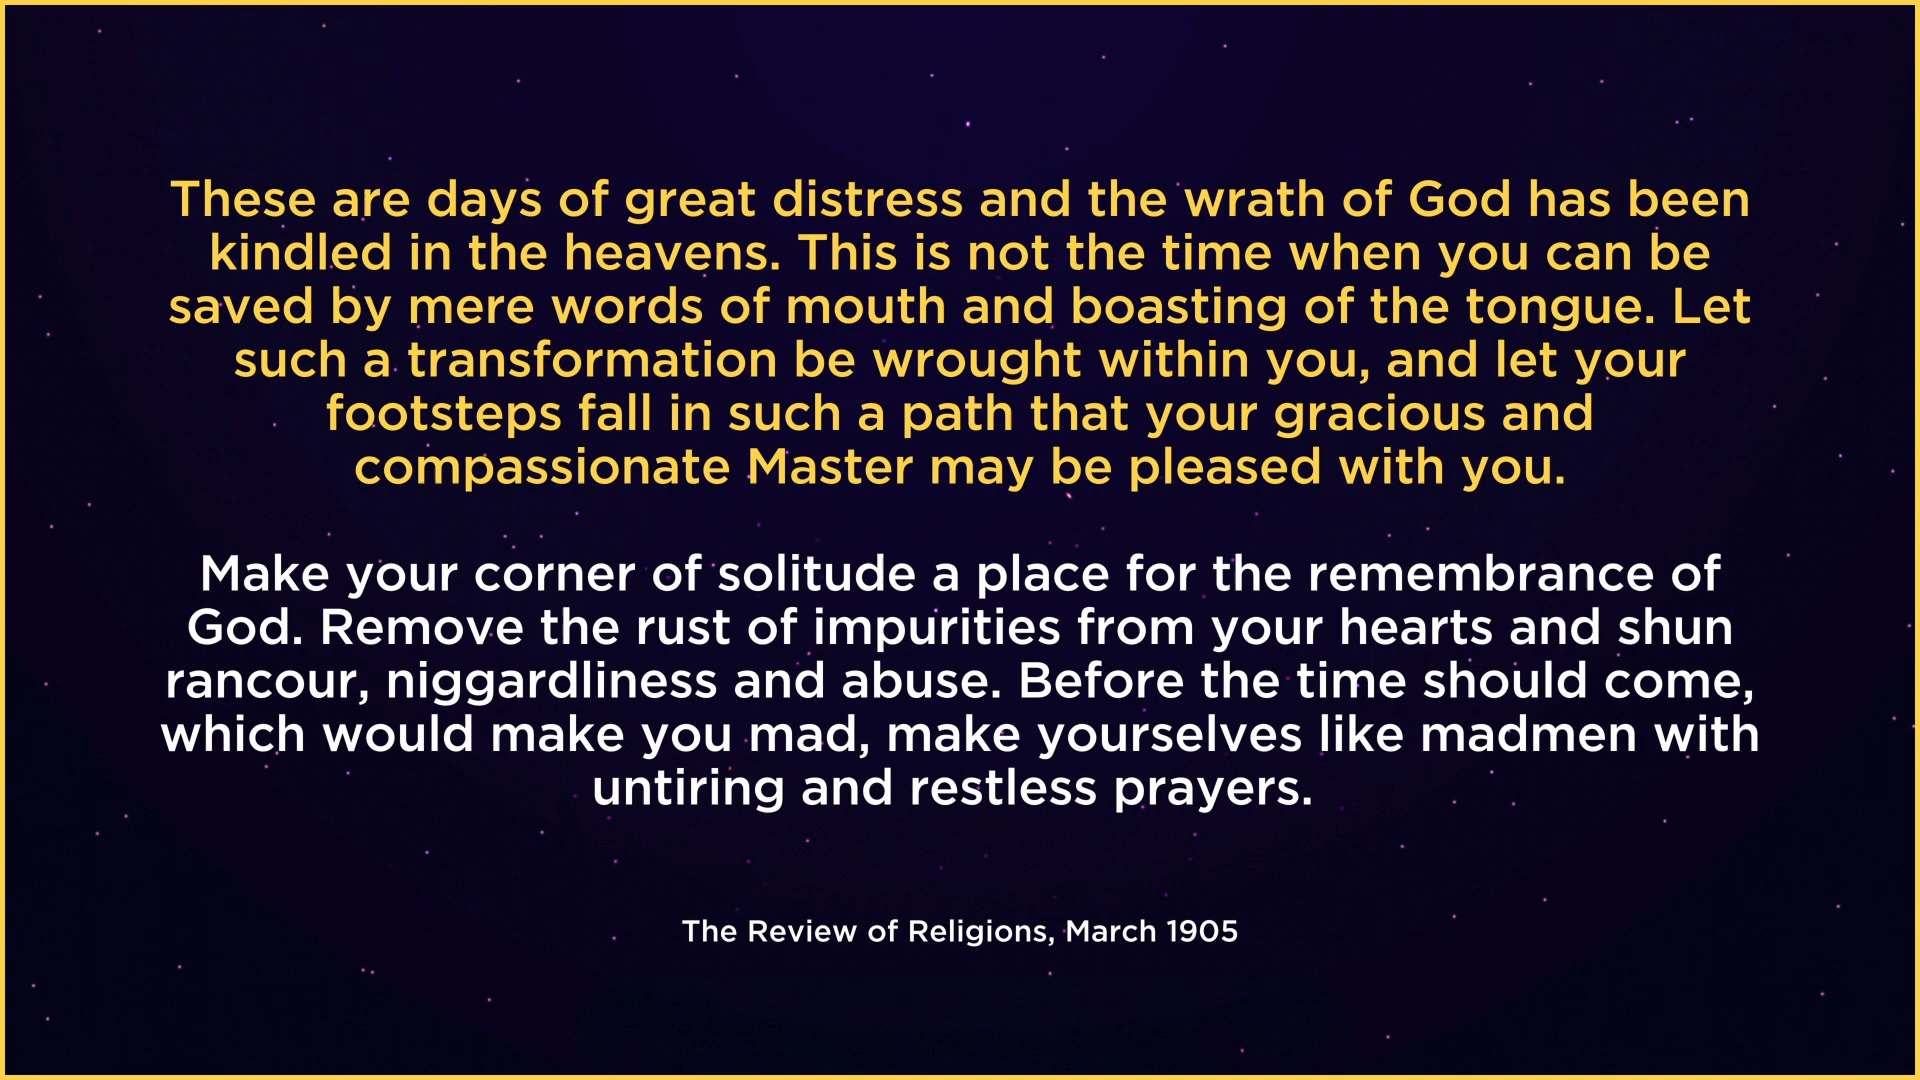 These are days of great distress and the wrath of God has been
kindled in the heavens. This is not the time when you can be
saved by mere words of mouth and boasting of the tongue. Let
such a transformation be wrought within you, and let your
footsteps fall in such a path that your gracious and
compassionate Master may be pleased with you.
Make your corner of solitude a place for the remembrance of
God. Remove the rust of impurities from your hearts and shun
rancour, niggardliness and abuse. Before the time should come,
which would make you mad, make yourselves like madmen with
untiring and restless prayers.
The Review of Religions, March 1905